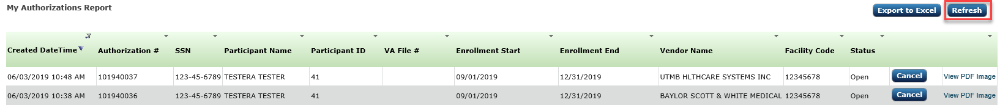 My Authorizations Report
Export to Excel Refresh
Created DateTime Authorization # SSN Participant Name Participant ID VA File # Enrollment Start Enrollment End Vendor Name Facility Code Status
06/03/2019 10:48 AM 101940037 123-45-6789 TESTERA TESTER 41 09/01/2019 12/31/2019 UTMB HLTHCARE SYSTEMS INC 12345678 Open Cancel View PDF Image
06/03/2019 10:38 AM 101940036 123-45-6789 TESTERA TESTER 41 09/01/2019 12/31/2019 BAYLOR SCOTT & WHITE MEDICAL 12345678 Open Cancel View PDF Image